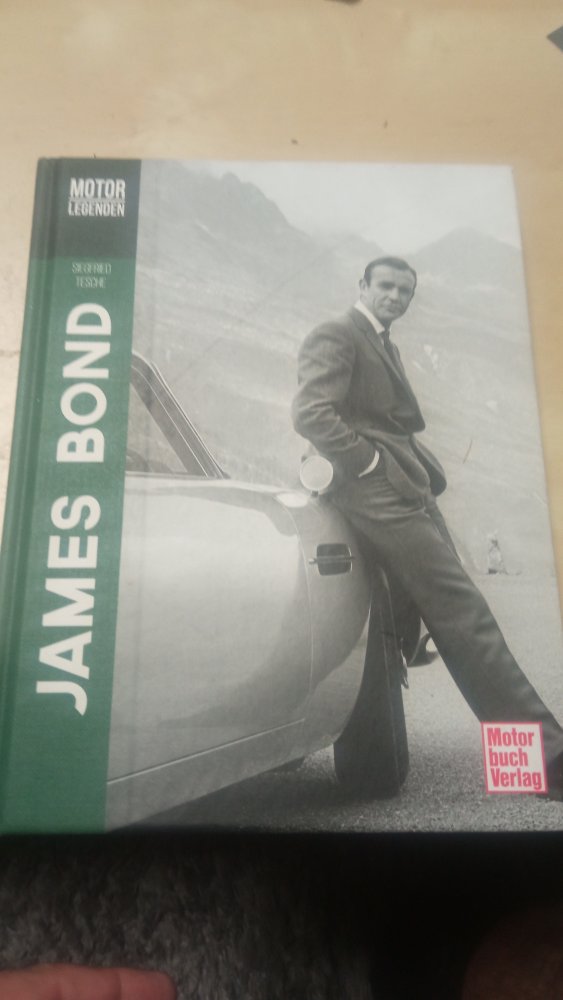 MOTOR
LEGENDEN
SIEGFRIED
TESCHE
JAMES BOND
Motor
buch
Verlag